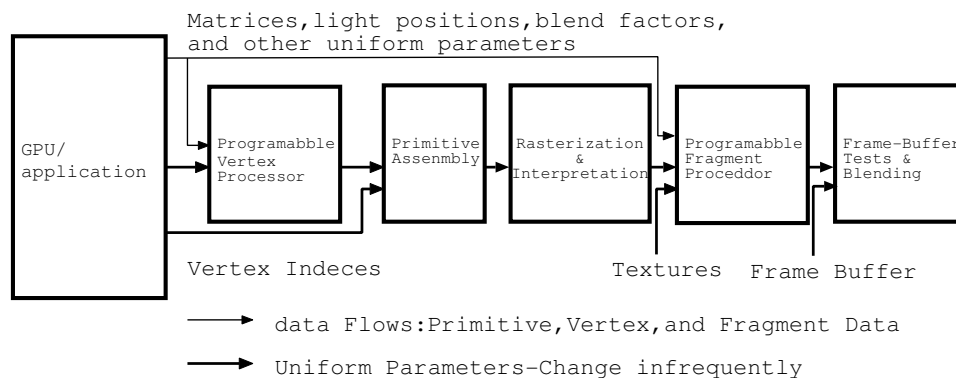 Matrices,light positions,blend factors,
and other uniform parameters
GPU/
application
Programabble
Vertex
Processor
Primitive
Assenmbly
Rasterization
&
Interpretation
Programabble
Fragment
Proceddor
Frame-Buffer
Tests &
Blending
Vertex Indeces
Textures
Frame Buffer
data Flows:Primitive,Vertex,and Fragment Data
Uniform Parameters-Change infrequently